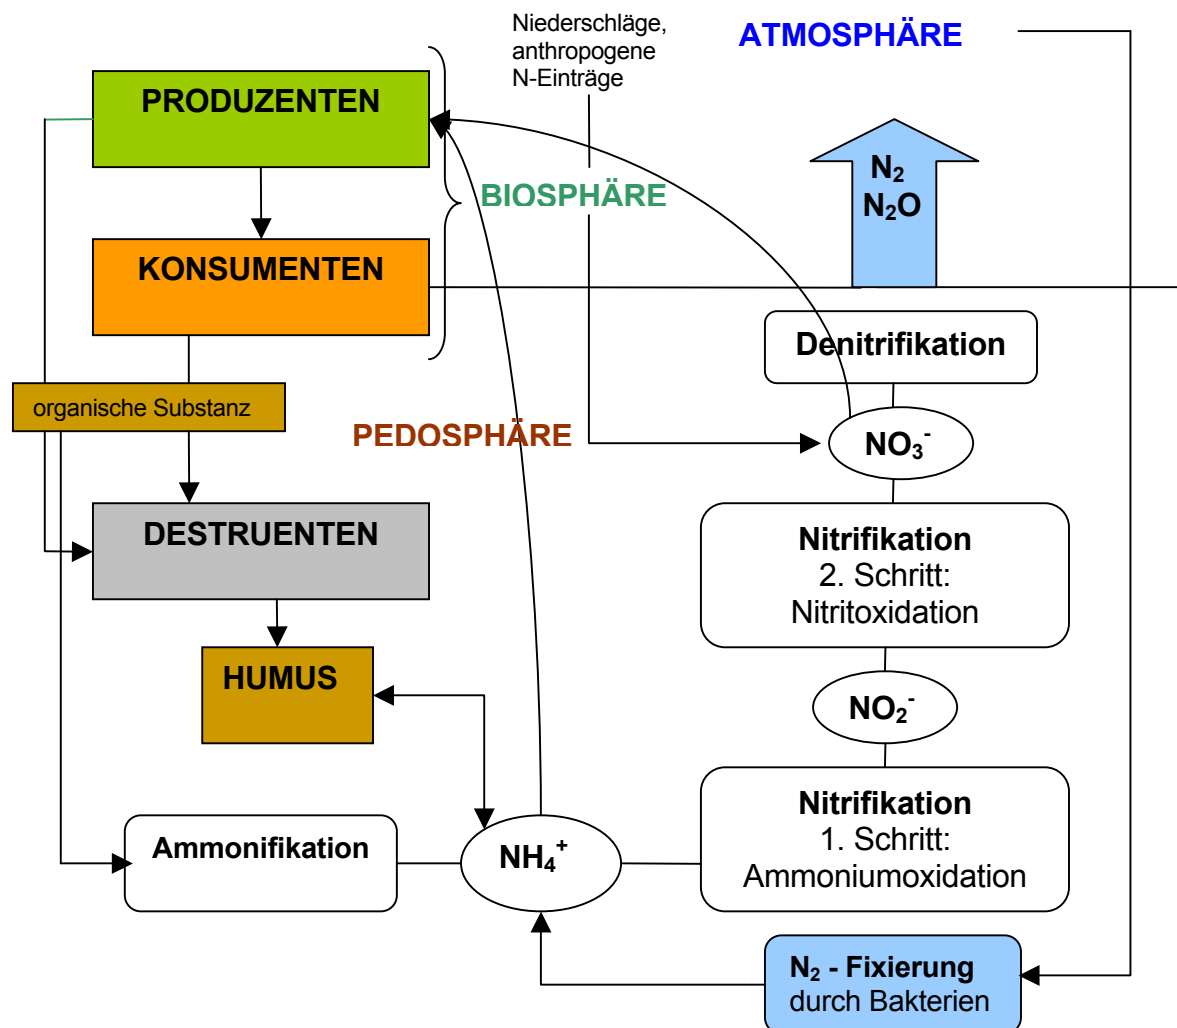 Niederschläge,
anthropogene
N-Einträge
ATMOSPHÄRE
PRODUZENTEN
N₂
N₂O
BIOSPHÄRE
KONSUMENTEN
Denitrifikation
organische Substanz
PEDOSPHÄRE
NO₃⁻
DESTRUENTEN
Nitrifikation
2. Schritt:
Nitritoxidation
HUMUS
NO₂⁻
Nitrifikation
1. Schritt:
Ammoniumoxidation
Ammonifikation
NH₄⁺
N₂ - Fixierung
durch Bakterien